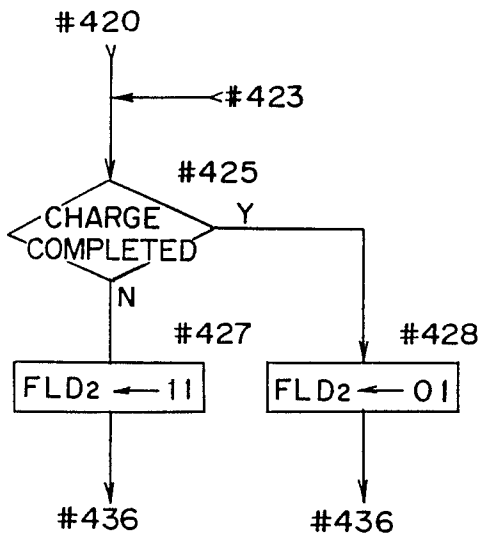 #420
#423
#425
CHARGE
COMPLETED
Y
N
#427
#428
FLD2 ← 11
FLD2 ← 01
#436
#436